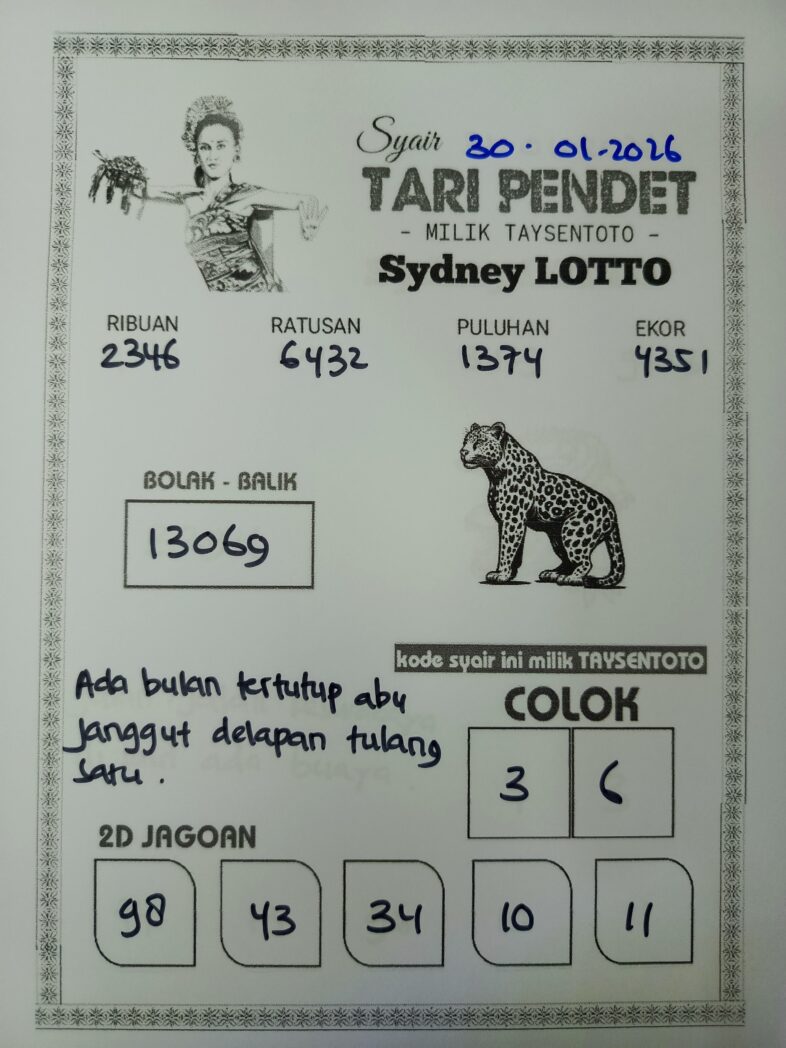 Syair 30.01-2026
TARI PENDET
- MILIK TAYSENTOTO -
Sydney LOTTO
RIBUAN RATUSAN PULUHAN EKOR
2346 6432 1374 4351
BOLAK - BALIK
13069
kode syair ini milik TAYSENTOTO
Ada bulan tertutup abu
Janggut delapan tulang
satu.
COLOK
3 6
2D JAGOAN
98 43 34 10 11